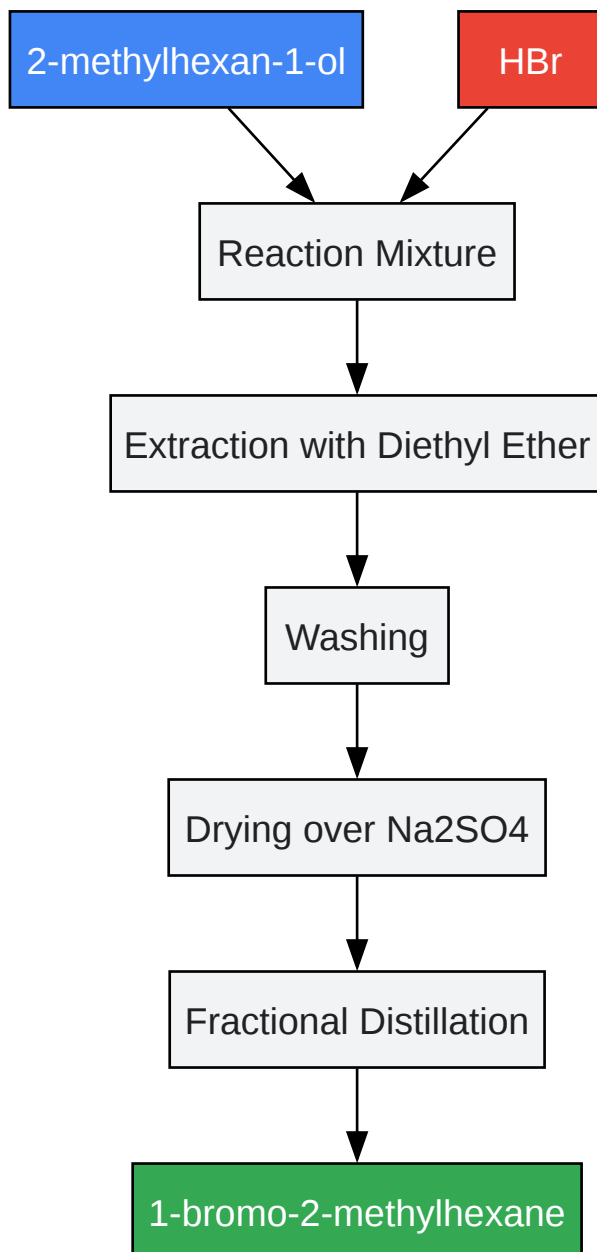 2-methylhexan-1-ol
HBr
Reaction Mixture
Extraction with Diethyl Ether
Washing
Drying over Na2SO4
Fractional Distillation
1-bromo-2-methylhexane